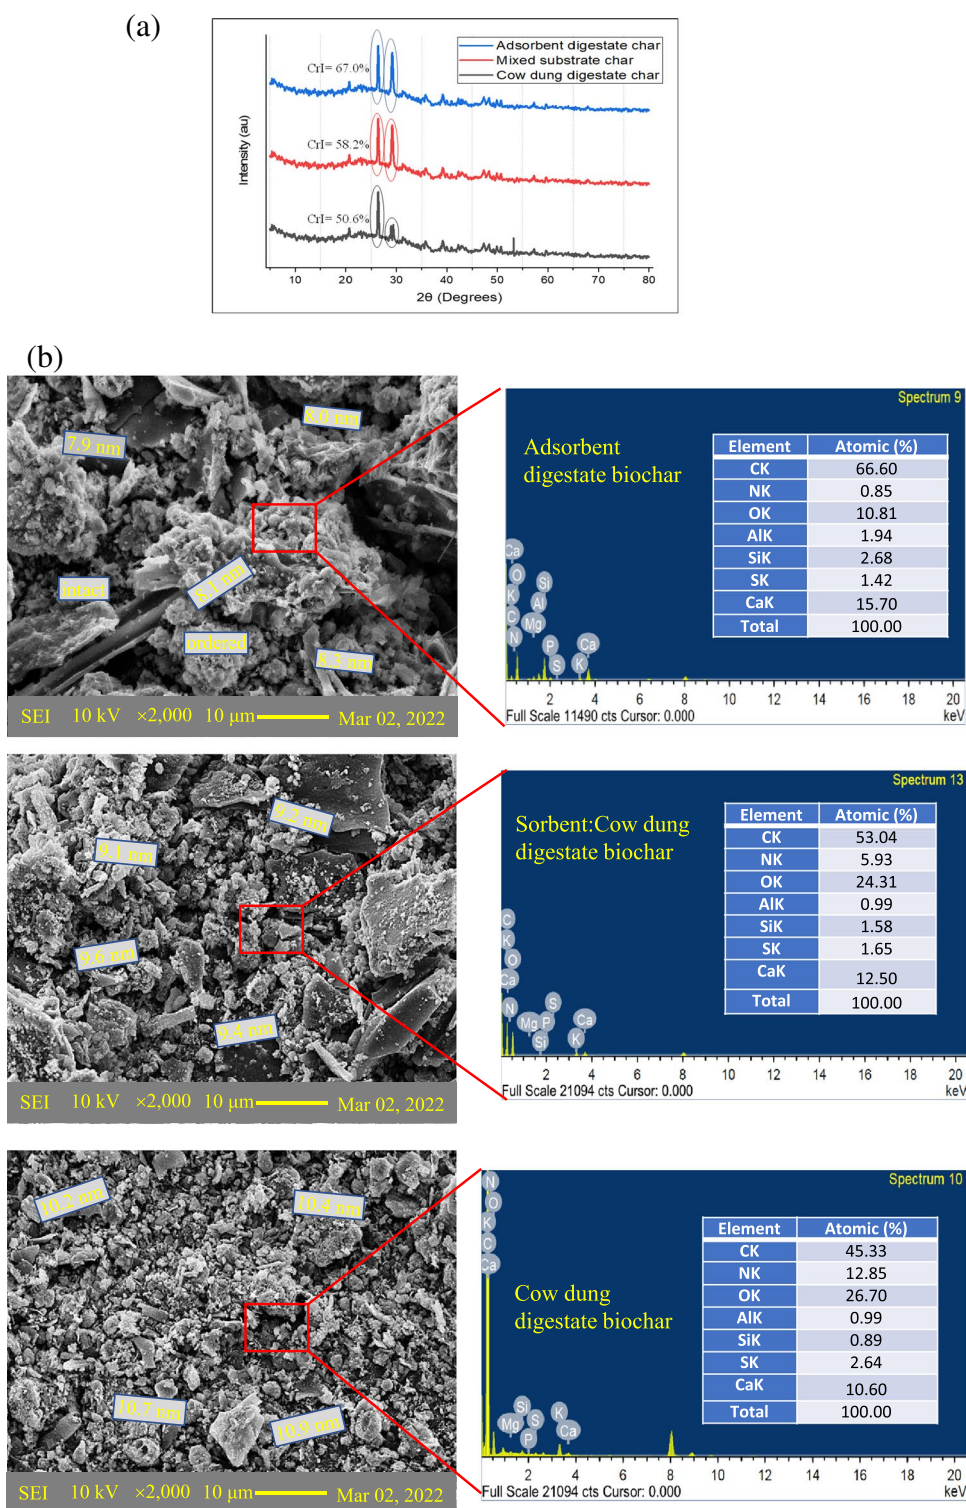 (a)
Adsorbent digestate char
Mixed substrate char
Cow dung digestate char
CrI= 67.0%
CrI= 58.2%
CrI= 50.6%
Intensity (au)
10 20 30 40 50 60 70 80
2θ (Degrees)
(b)
7.9 nm
8.0 nm
8.1 nm
intact
ordered
8.3 nm
SEI 10 kV ×2,000 10 μm Mar 02, 2022
Spectrum 9
Adsorbent
digestate biochar
Element Atomic (%)
CK 66.60
NK 0.85
OK 10.81
AlK 1.94
SiK 2.68
SK 1.42
CaK 15.70
Total 100.00
Ca
O
K
C
N
Si
Al
Mg
P
S
K
Ca
2 4 6 8 10 12 14 16 18 20
Full Scale 11490 cts Cursor: 0.000
keV
9.2 nm
9.1 nm
9.6 nm
9.4 nm
SEI 10 kV ×2,000 10 μm Mar 02, 2022
Spectrum 13
Sorbent:Cow dung
digestate biochar
Element Atomic (%)
CK 53.04
NK 5.93
OK 24.31
AlK 0.99
SiK 1.58
SK 1.65
CaK 12.50
Total 100.00
C
K
O
Ca
N
Mg
P
S
Si
K
Ca
2 4 6 8 10 12 14 16 18 20
Full Scale 21094 cts Cursor: 0.000
keV
10.2 nm
10.4 nm
10.7 nm
10.9 nm
SEI 10 kV ×2,000 10 μm Mar 02, 2022
Spectrum 10
Cow dung
digestate biochar
Element Atomic (%)
CK 45.33
NK 12.85
OK 26.70
AlK 0.99
SiK 0.89
SK 2.64
CaK 10.60
Total 100.00
N
O
K
C
Ca
Si
Mg
S
P
K
Ca
2 4 6 8 10 12 14 16 18 20
Full Scale 21094 cts Cursor: 0.000
keV